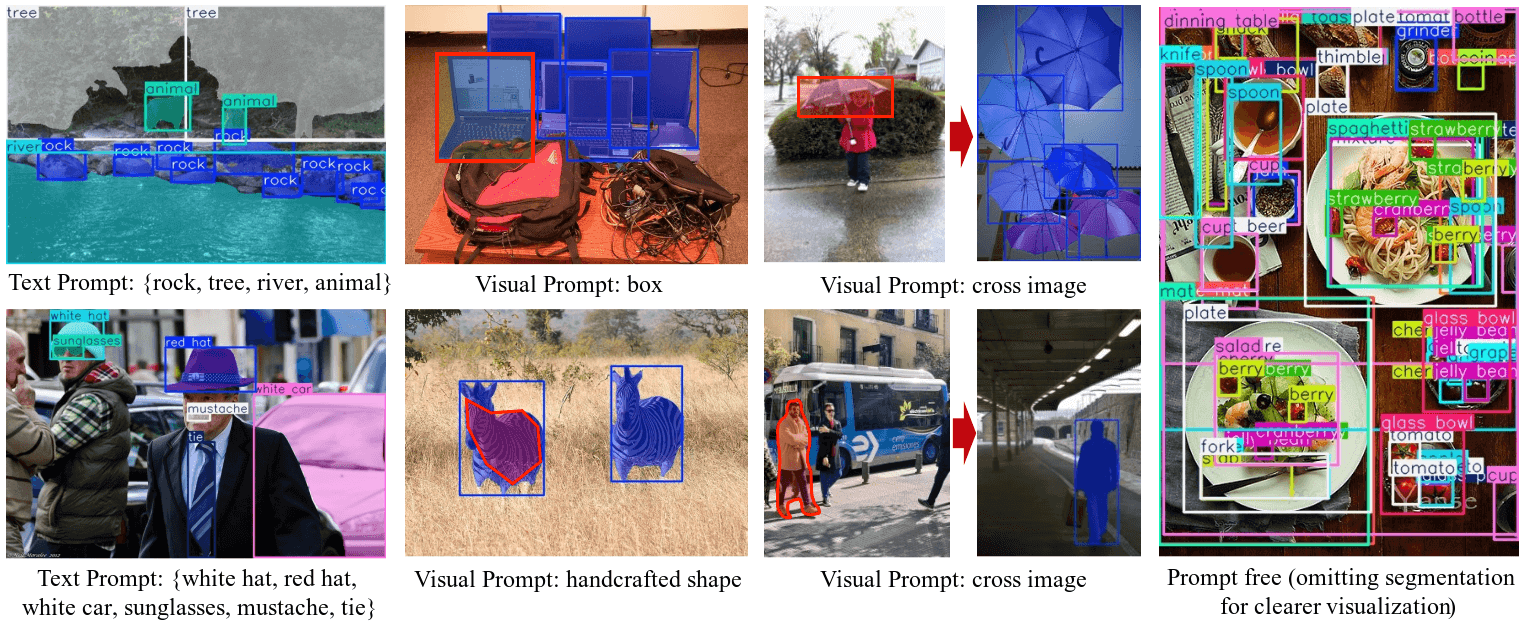 tree
tree
animal
animal
rock
river
rock
rock
rock
rock
rock
rock
rock
Text Prompt: {rock, tree, river, animal}
Visual Prompt: box
Visual Prompt: cross image
white hat
sunglasses
red hat
white car
mustache
tie
Text Prompt: {white hat, red hat,
white car, sunglasses, mustache, tie}
Visual Prompt: handcrafted shape
Visual Prompt: cross image
dinning table
plate
bottle
grinder
knife
spoon
bowl
thimble
coin
spoon
plate
spaghetti
strawberry
cup
berry
strawberry
cranberry
spoon
cup
beer
berry
mat
plate
glass bowl
jelly bean
salad
cherry
grape
berry
berry
jelly bean
berry
cranberry
glass bowl
fork
tomato
tomato
cup
Prompt free (omitting segmentation
for clearer visualization)